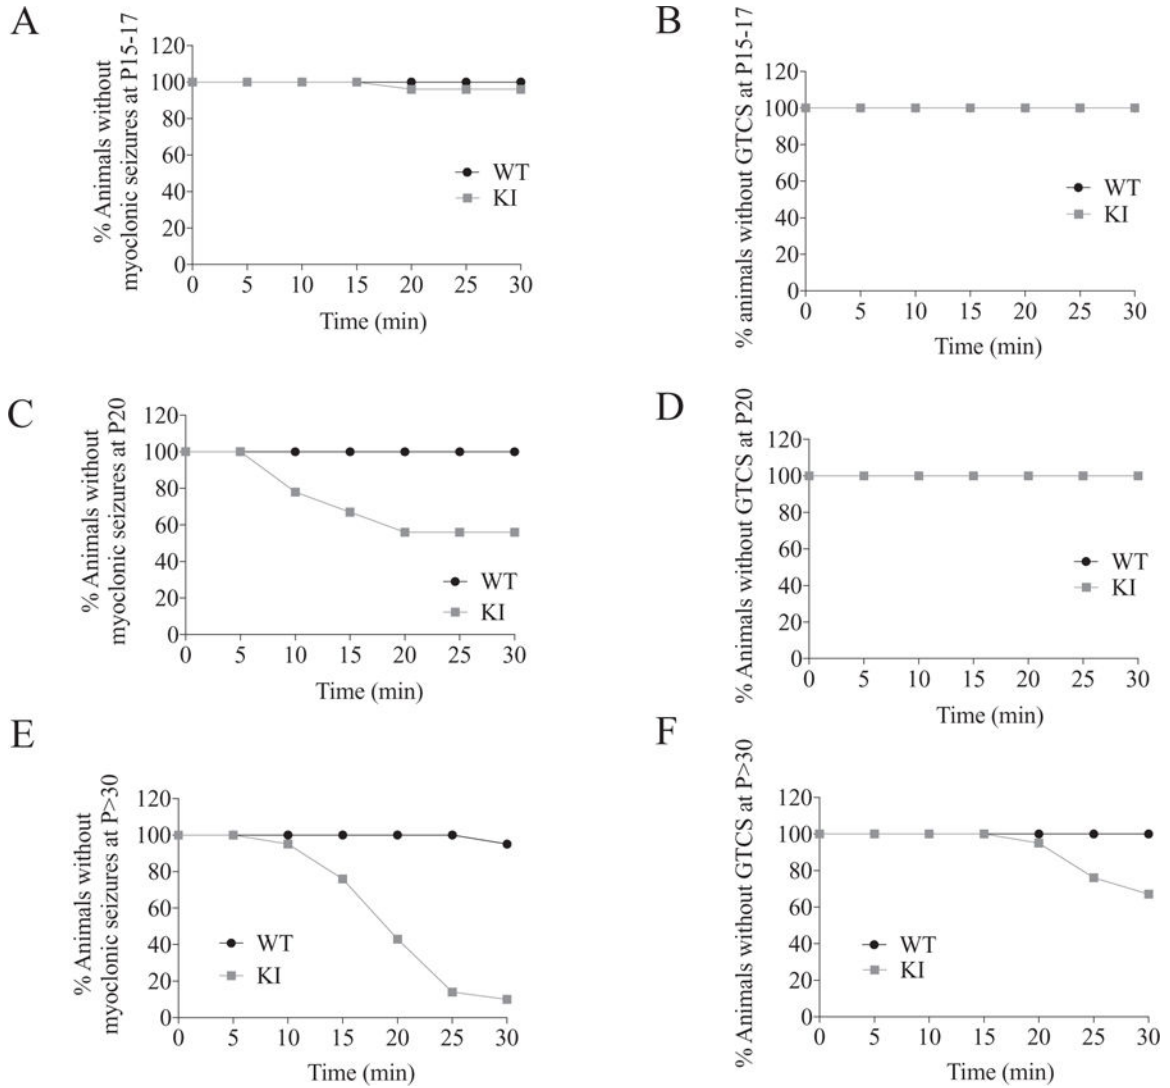 A
% Animals without
myoclonic seizures at P15-17
120
100
80
60
40
20
0
0 5 10 15 20 25 30
Time (min)
WT
KI
B
% animals without GTCS at P15-17
120
100
80
60
40
20
0
0 5 10 15 20 25 30
Time (min)
WT
KI
C
% Animals without
myoclonic seizures at P20
120
100
80
60
40
20
0
0 5 10 15 20 25 30
Time (min)
WT
KI
D
% Animals without GTCS at P20
120
100
80
60
40
20
0
0 5 10 15 20 25 30
Time (min)
WT
KI
E
% Animals without
myoclonic seizures at P>30
120
100
80
60
40
20
0
0 5 10 15 20 25 30
Time (min)
WT
KI
F
% Animals without GTCS at P>30
120
100
80
60
40
20
0
0 5 10 15 20 25 30
Time (min)
WT
KI